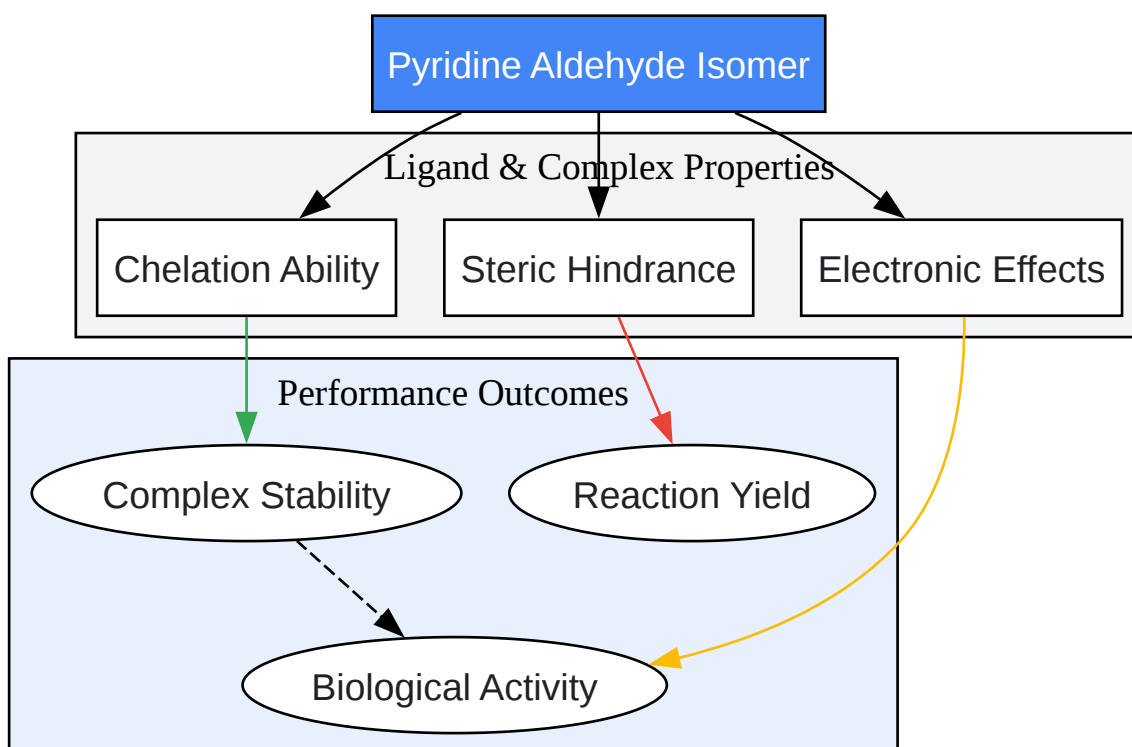 Pyridine Aldehyde Isomer
Ligand & Complex Properties
Chelation Ability
Steric Hindrance
Electronic Effects
Performance Outcomes
Complex Stability
Reaction Yield
Biological Activity